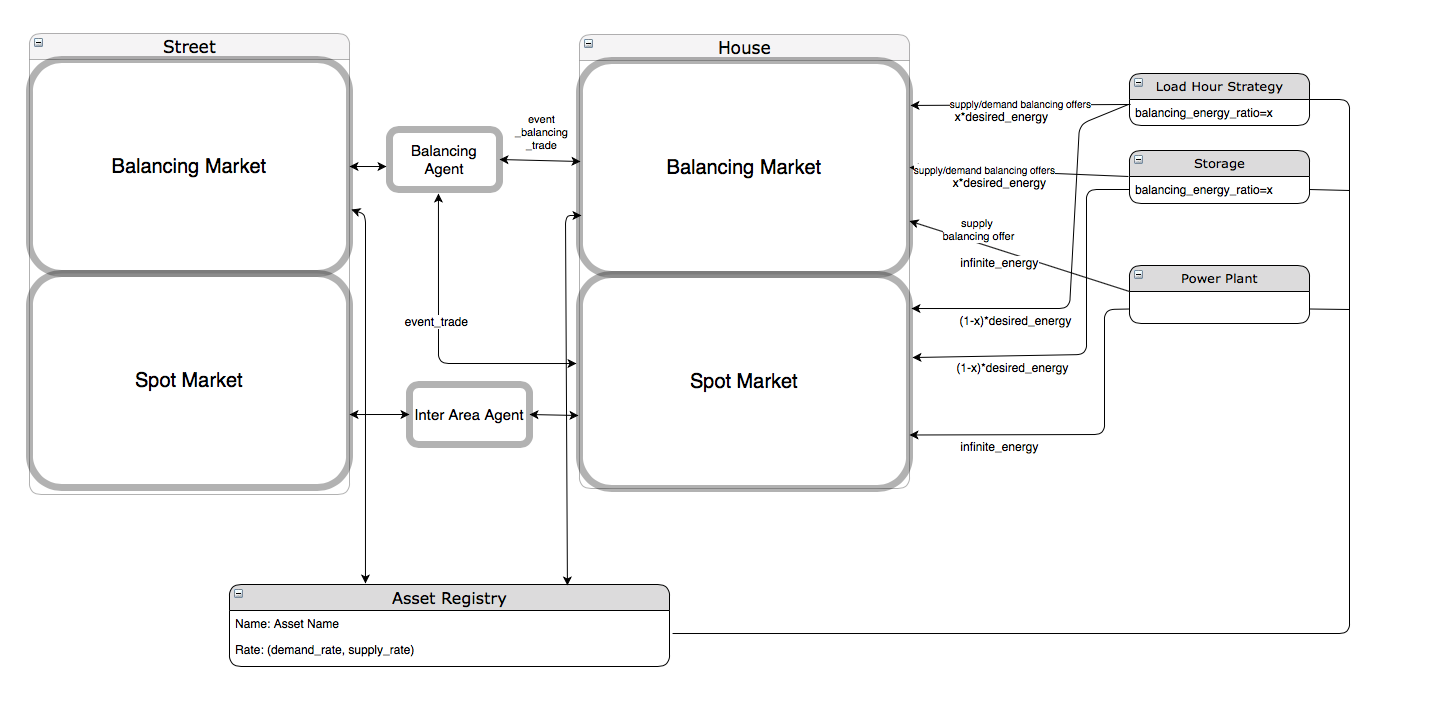 Street
Balancing Market
Spot Market
Balancing
Agent
event
_balancing
_trade
event_trade
Inter Area Agent
House
Balancing Market
Spot Market
supply/demand balancing offers
x*desired_energy
supply/demand balancing offers
x*desired_energy
supply
balancing offer
infinite_energy
(1-x)*desired_energy
(1-x)*desired_energy
infinite_energy
Load Hour Strategy
balancing_energy_ratio=x
Storage
balancing_energy_ratio=x
Power Plant
Asset Registry
Name: Asset Name
Rate: (demand_rate, supply_rate)